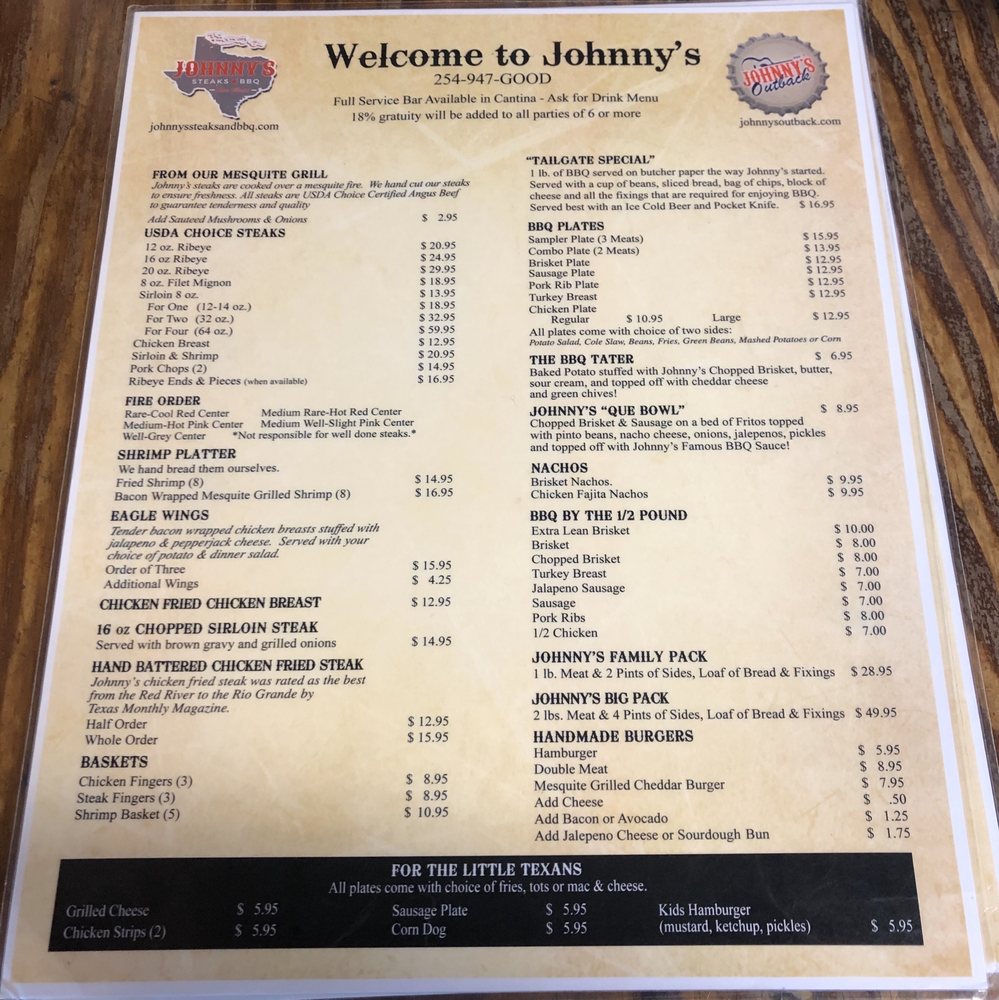 JOHNNY'S
STEAKS BBQ
johnnyssteaksandbbq.com
Welcome to Johnny's
254-947-GOOD
Full Service Bar Available in Cantina - Ask for Drink Menu
18% gratuity will be added to all parties of 6 or more
JOHNNY'S
Outback
johnnysoutback.com
FROM OUR MESQUITE GRILL
Johnny's steaks are cooked over a mesquite fire. We hand cut our steaks
to ensure freshness. All steaks are USDA Choice Certified Angus Beef
to guarantee tenderness and quality
Add Sauteed Mushrooms & Onions $ 2.95
USDA CHOICE STEAKS
12 oz. Ribeye $ 20.95
16 oz Ribeye $ 24.95
20 oz. Ribeye $ 29.95
8 oz. Filet Mignon $ 18.95
Sirloin 8 oz. $ 13.95
For One (12-14 oz.) $ 18.95
For Two (32 oz.) $ 32.95
For Four (64 oz.) $ 59.95
Chicken Breast $ 12.95
Sirloin & Shrimp $ 20.95
Pork Chops (2) $ 14.95
Ribeye Ends & Pieces (when available) $ 16.95
FIRE ORDER
Rare-Cool Red Center Medium Rare-Hot Red Center
Medium-Hot Pink Center Medium Well-Slight Pink Center
Well-Grey Center *Not responsible for well done steaks.*
SHRIMP PLATTER
We hand bread them ourselves.
Fried Shrimp (8) $ 14.95
Bacon Wrapped Mesquite Grilled Shrimp (8) $ 16.95
EAGLE WINGS
Tender bacon wrapped chicken breasts stuffed with
jalapeno & pepperjack cheese. Served with your
choice of potato & dinner salad.
Order of Three $ 15.95
Additional Wings $ 4.25
CHICKEN FRIED CHICKEN BREAST $ 12.95
16 oz CHOPPED SIRLOIN STEAK
Served with brown gravy and grilled onions $ 14.95
HAND BATTERED CHICKEN FRIED STEAK
Johnny's chicken fried steak was rated as the best
from the Red River to the Rio Grande by
Texas Monthly Magazine.
Half Order $ 12.95
Whole Order $ 15.95
BASKETS
Chicken Fingers (3) $ 8.95
Steak Fingers (3) $ 8.95
Shrimp Basket (5) $ 10.95
"TAILGATE SPECIAL"
1 lb. of BBQ served on butcher paper the way Johnny's started.
Served with a cup of beans, sliced bread, bag of chips, block of
cheese and all the fixings that are required for enjoying BBQ.
Served best with an Ice Cold Beer and Pocket Knife. $ 16.95
BBQ PLATES
Sampler Plate (3 Meats) $ 15.95
Combo Plate (2 Meats) $ 13.95
Brisket Plate $ 12.95
Sausage Plate $ 12.95
Pork Rib Plate $ 12.95
Turkey Breast $ 12.95
Chicken Plate
Regular $ 10.95 Large $ 12.95
All plates come with choice of two sides:
Potato Salad, Cole Slaw, Beans, Fries, Green Beans, Mashed Potatoes or Corn
THE BBQ TATER $ 6.95
Baked Potato stuffed with Johnny's Chopped Brisket, butter,
sour cream, and topped off with cheddar cheese
and green chives!
JOHNNY'S "QUE BOWL" $ 8.95
Chopped Brisket & Sausage on a bed of Fritos topped
with pinto beans, nacho cheese, onions, jalepenos, pickles
and topped off with Johnny's Famous BBQ Sauce!
NACHOS
Brisket Nachos. $ 9.95
Chicken Fajita Nachos $ 9.95
BBQ BY THE 1/2 POUND
Extra Lean Brisket $ 10.00
Brisket $ 8.00
Chopped Brisket $ 8.00
Turkey Breast $ 7.00
Jalapeno Sausage $ 7.00
Sausage $ 7.00
Pork Ribs $ 8.00
1/2 Chicken $ 7.00
JOHNNY'S FAMILY PACK
1 lb. Meat & 2 Pints of Sides, Loaf of Bread & Fixings $ 28.95
JOHNNY'S BIG PACK
2 lbs. Meat & 4 Pints of Sides, Loaf of Bread & Fixings $ 49.95
HANDMADE BURGERS
Hamburger $ 5.95
Double Meat $ 8.95
Mesquite Grilled Cheddar Burger $ 7.95
Add Cheese $ .50
Add Bacon or Avocado $ 1.25
Add Jalepeno Cheese or Sourdough Bun $ 1.75
FOR THE LITTLE TEXANS
All plates come with choice of fries, tots or mac & cheese.
Grilled Cheese $ 5.95 Sausage Plate $ 5.95 Kids Hamburger
Chicken Strips (2) $ 5.95 Corn Dog $ 5.95 (mustard, ketchup, pickles) $ 5.95